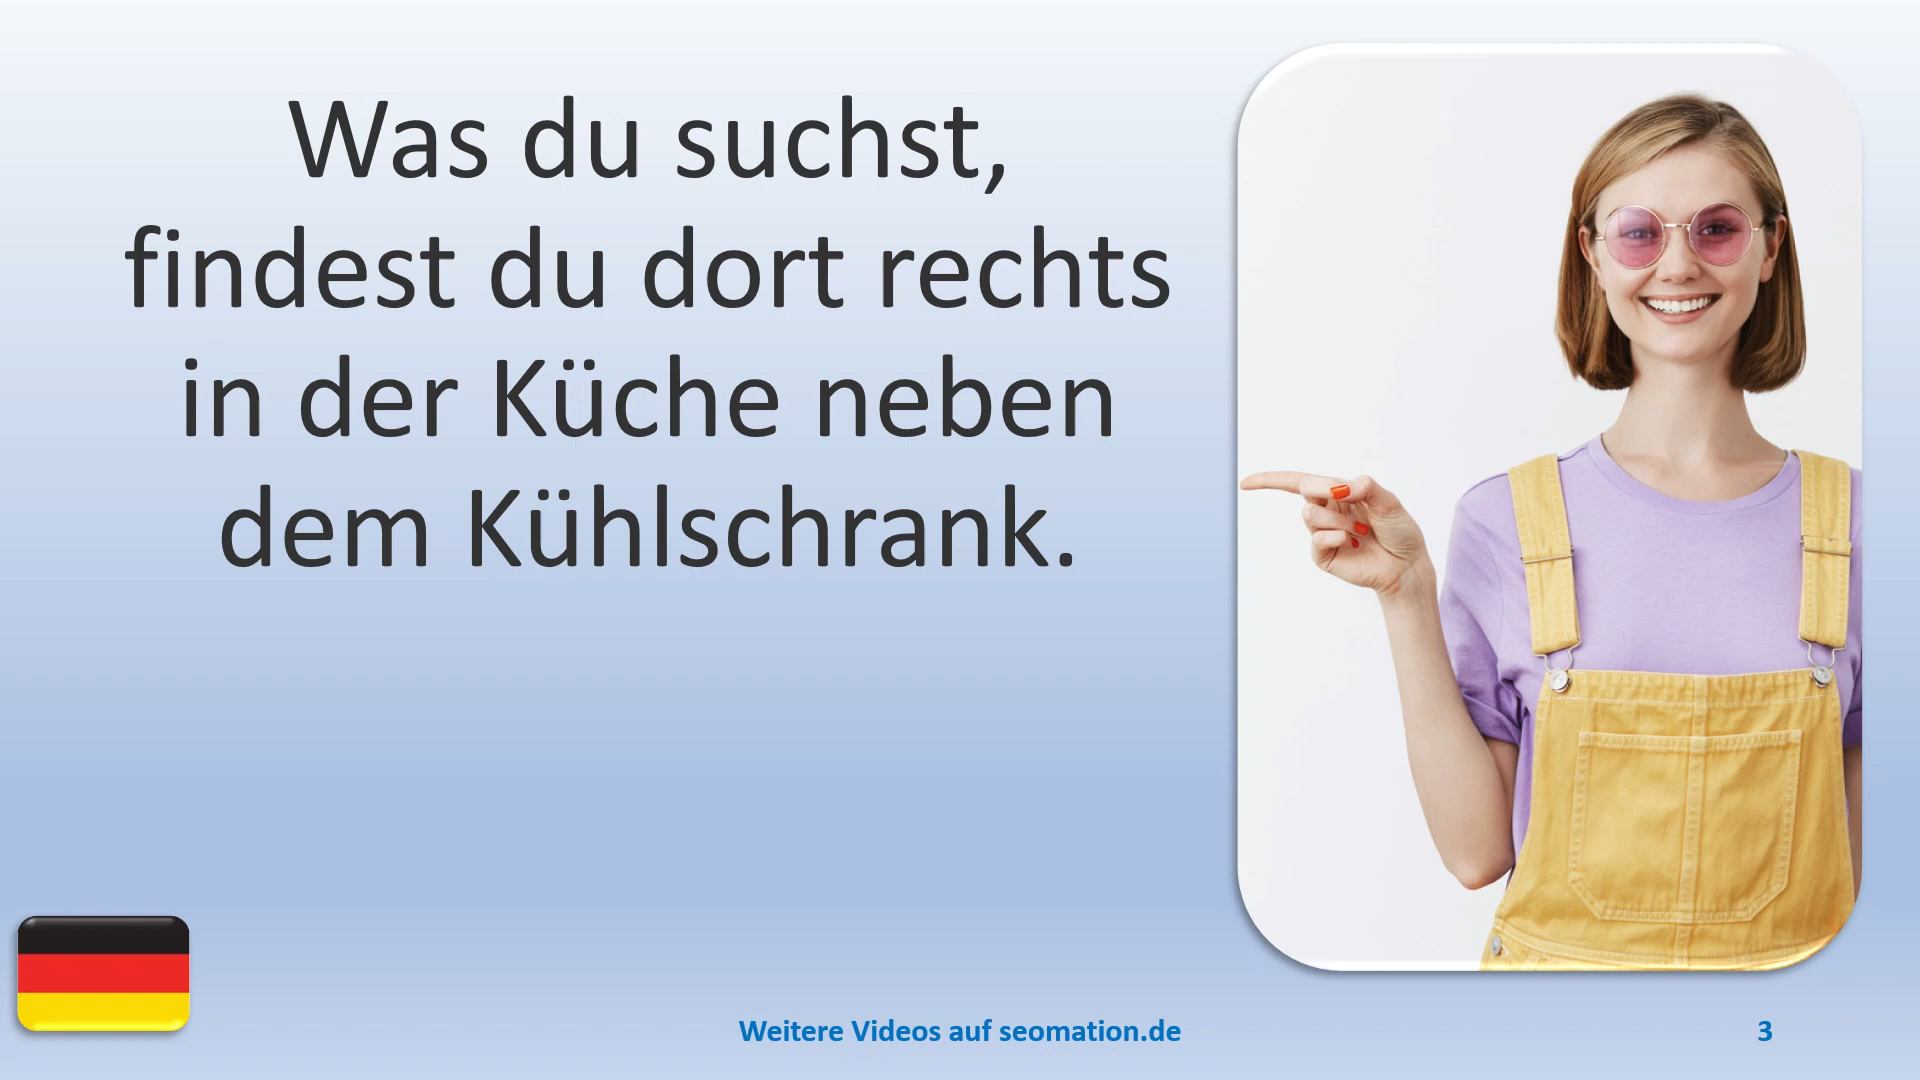 Was du suchst,
findest du dort rechts
in der Küche neben
dem Kühlschrank.
Weitere Videos auf seomation.de
3